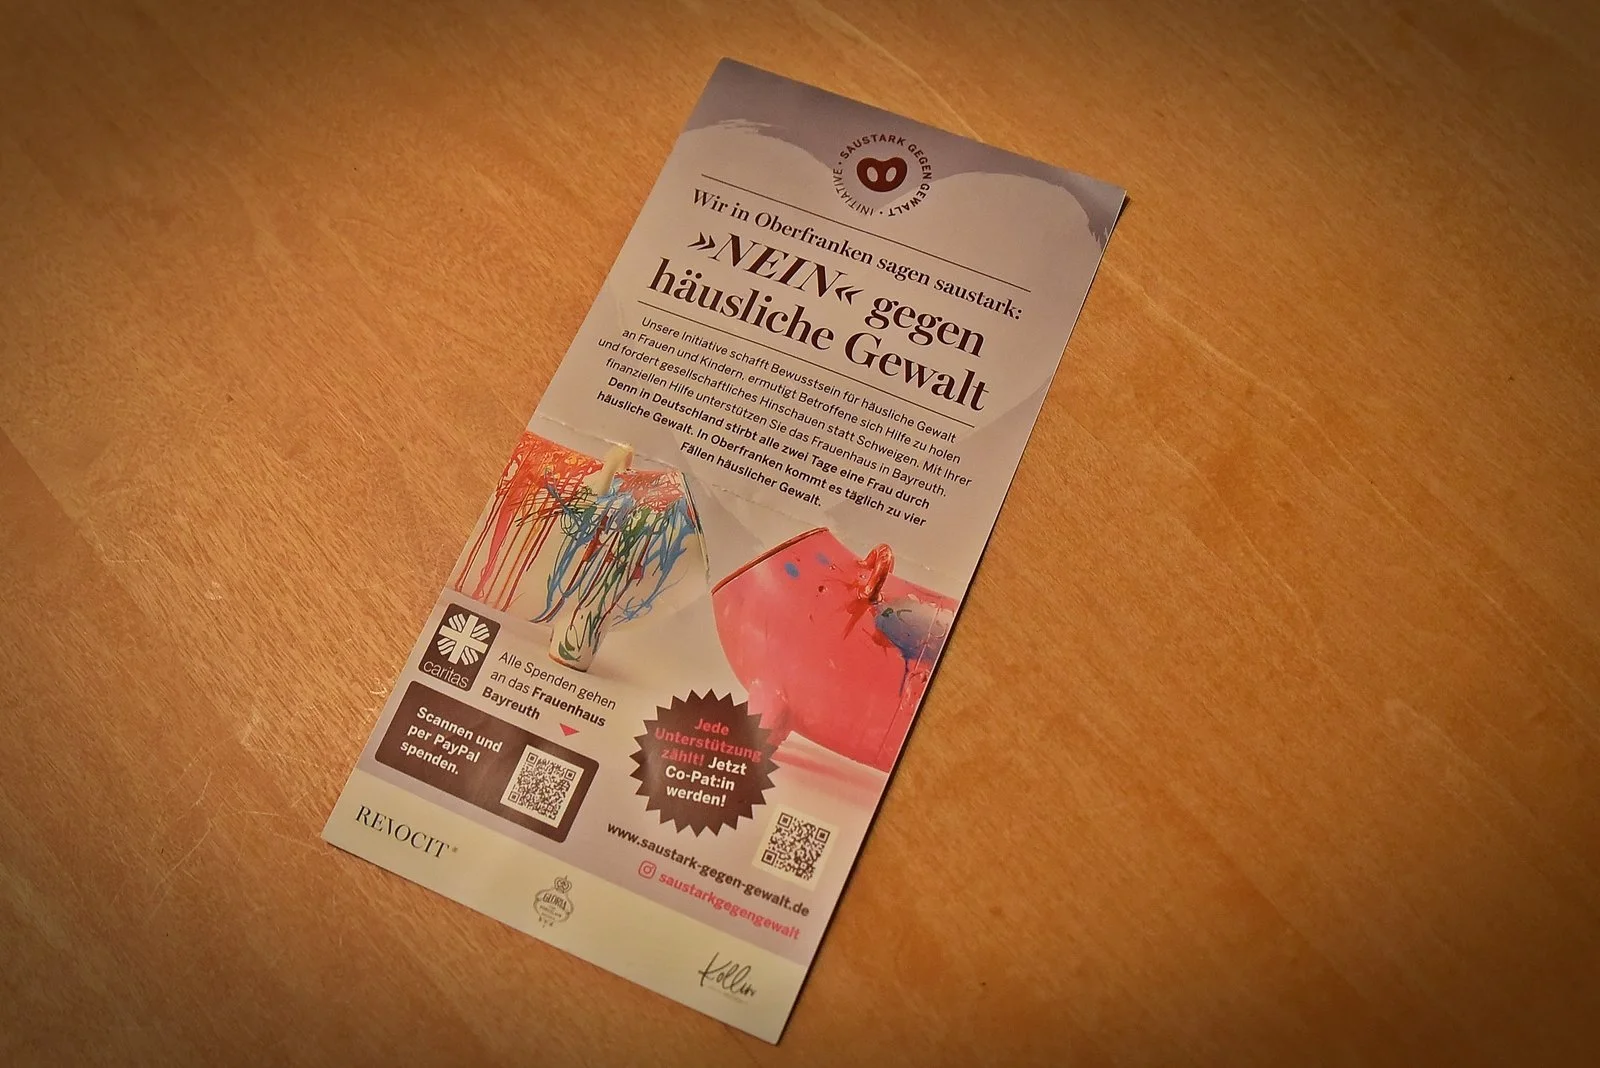 INITIATIVE · SAUSTARK GEGEN GEWALT ·
Wir in Oberfranken sagen saustark:
»NEIN« gegen
häusliche Gewalt
Unsere Initiative schafft Bewusstsein für häusliche Gewalt
an Frauen und Kindern, ermutigt Betroffene sich Hilfe zu holen
und fordert gesellschaftliches Hinschauen statt Schweigen. Mit Ihrer
finanziellen Hilfe unterstützen Sie das Frauenhaus in Bayreuth.
Denn in Deutschland stirbt alle zwei Tage eine Frau durch
häusliche Gewalt. In Oberfranken kommt es täglich zu vier
Fällen häuslicher Gewalt.
caritas
Alle Spenden gehen
an das Frauenhaus
Bayreuth
Scannen und
per PayPal
spenden.
Jede
Unterstützung
zählt! Jetzt
Co-Pat:in
werden!
www.saustark-gegen-gewalt.de
saustarkgegengewalt
REVOCIT®
GLORIA
Kollin